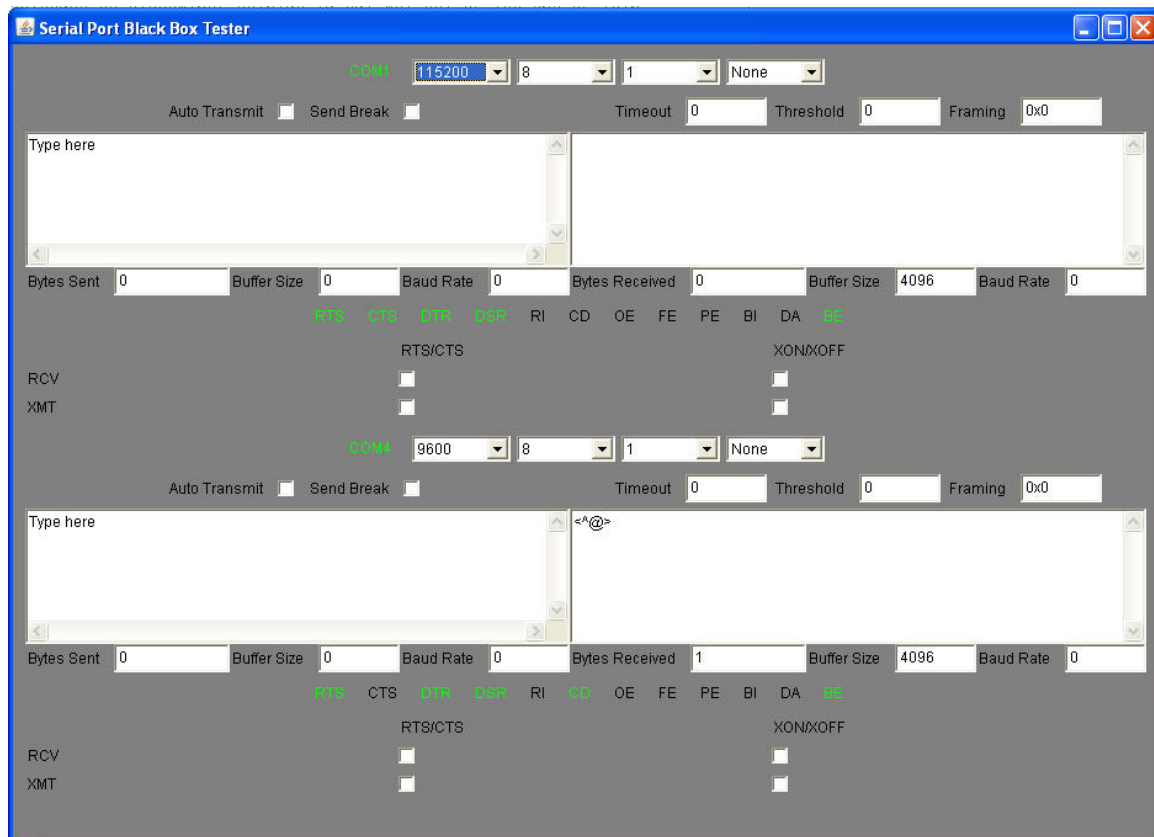 Serial Port Black Box Tester
COM1 115200 8 1 None
Auto Transmit Send Break Timeout 0 Threshold 0 Framing 0x0
Type here
Bytes Sent 0 Buffer Size 0 Baud Rate 0 Bytes Received 0 Buffer Size 4096 Baud Rate 0
RTS CTS DTR DSR RI CD OE FE PE BI DA BE
RTS/CTS XON/XOFF
RCV
XMT
COM4 9600 8 1 None
Auto Transmit Send Break Timeout 0 Threshold 0 Framing 0x0
Type here <^@>
Bytes Sent 0 Buffer Size 0 Baud Rate 0 Bytes Received 1 Buffer Size 4096 Baud Rate 0
RTS CTS DTR DSR RI CD OE FE PE BI DA BE
RTS/CTS XON/XOFF
RCV
XMT